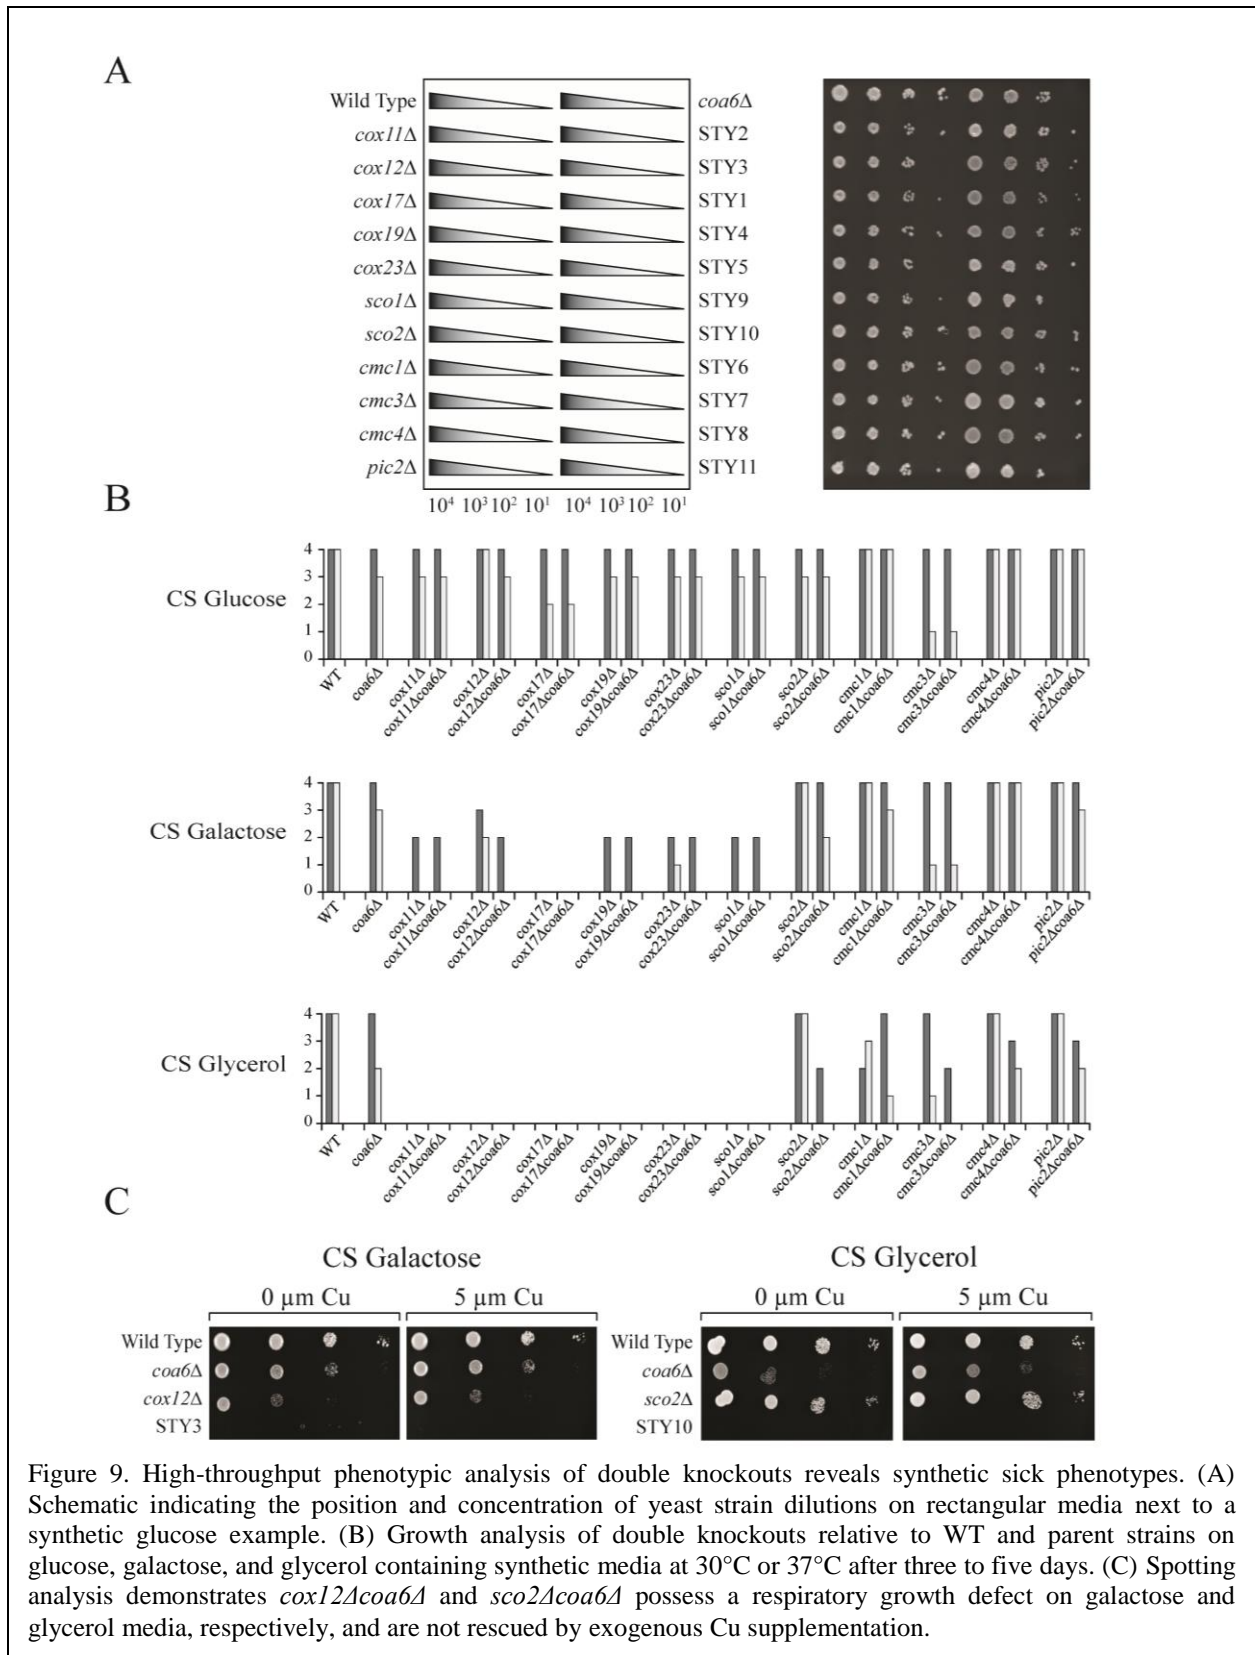 A
Wild Type coa6Δ
cox11Δ STY2
cox12Δ STY3
cox17Δ STY1
cox19Δ STY4
cox23Δ STY5
sco1Δ STY9
sco2Δ STY10
cmc1Δ STY6
cmc3Δ STY7
cmc4Δ STY8
pic2Δ STY11
10⁴ 10³ 10² 10¹ 10⁴ 10³ 10² 10¹
B
CS Glucose
4
3
2
1
0
WT coa6Δ cox11Δ cox11Δcoa6Δ cox12Δ cox12Δcoa6Δ cox17Δ cox17Δcoa6Δ cox19Δ cox19Δcoa6Δ cox23Δ cox23Δcoa6Δ sco1Δ sco1Δcoa6Δ sco2Δ sco2Δcoa6Δ cmc1Δ cmc1Δcoa6Δ cmc3Δ cmc3Δcoa6Δ cmc4Δ cmc4Δcoa6Δ pic2Δ pic2Δcoa6Δ
CS Galactose
4
3
2
1
0
WT coa6Δ cox11Δ cox11Δcoa6Δ cox12Δ cox12Δcoa6Δ cox17Δ cox17Δcoa6Δ cox19Δ cox19Δcoa6Δ cox23Δ cox23Δcoa6Δ sco1Δ sco1Δcoa6Δ sco2Δ sco2Δcoa6Δ cmc1Δ cmc1Δcoa6Δ cmc3Δ cmc3Δcoa6Δ cmc4Δ cmc4Δcoa6Δ pic2Δ pic2Δcoa6Δ
CS Glycerol
4
3
2
1
0
WT coa6Δ cox11Δ cox11Δcoa6Δ cox12Δ cox12Δcoa6Δ cox17Δ cox17Δcoa6Δ cox19Δ cox19Δcoa6Δ cox23Δ cox23Δcoa6Δ sco1Δ sco1Δcoa6Δ sco2Δ sco2Δcoa6Δ cmc1Δ cmc1Δcoa6Δ cmc3Δ cmc3Δcoa6Δ cmc4Δ cmc4Δcoa6Δ pic2Δ pic2Δcoa6Δ
C
CS Galactose
0 µm Cu 5 µm Cu
Wild Type
coa6Δ
cox12Δ
STY3
CS Glycerol
0 µm Cu 5 µm Cu
Wild Type
coa6Δ
sco2Δ
STY10
Figure 9. High-throughput phenotypic analysis of double knockouts reveals synthetic sick phenotypes. (A)
Schematic indicating the position and concentration of yeast strain dilutions on rectangular media next to a
synthetic glucose example. (B) Growth analysis of double knockouts relative to WT and parent strains on
glucose, galactose, and glycerol containing synthetic media at 30°C or 37°C after three to five days. (C) Spotting
analysis demonstrates cox12Δcoa6Δ and sco2Δcoa6Δ possess a respiratory growth defect on galactose and
glycerol media, respectively, and are not rescued by exogenous Cu supplementation.